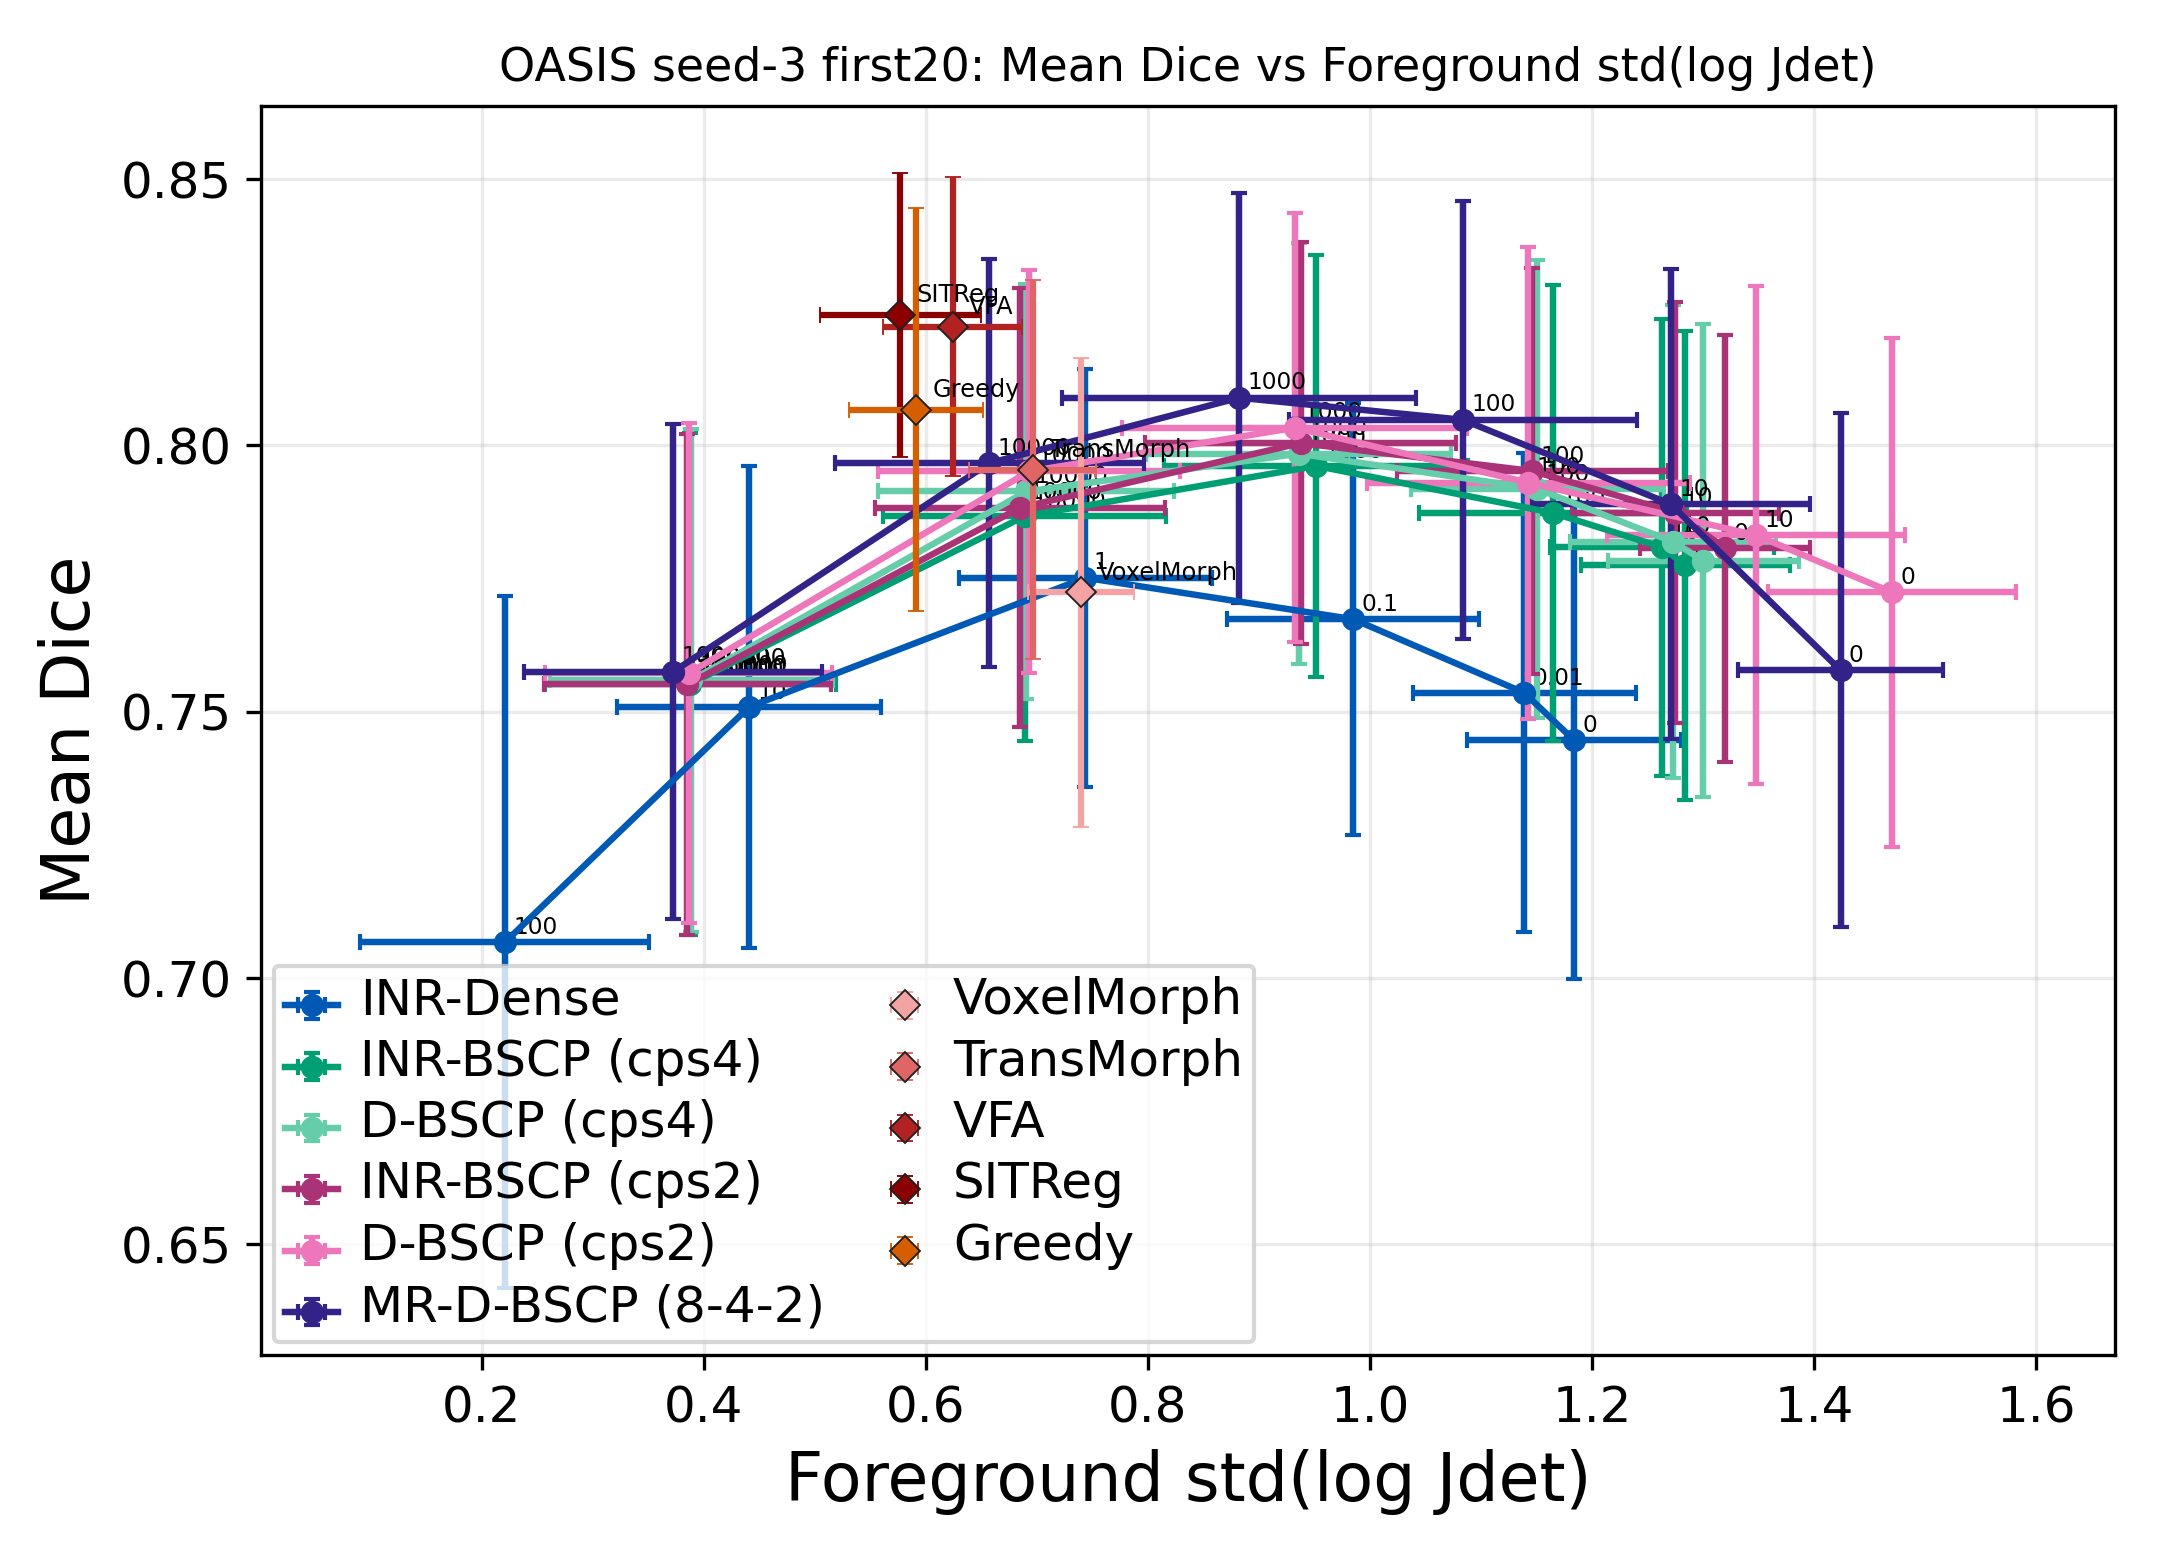 OASIS seed-3 first20: Mean Dice vs Foreground std(log Jdet)
Mean Dice
0.85
0.80
0.75
0.70
0.65
SITReg
VFA
Greedy
1000
100
10000
TransMorph
1000
100
10
10
0
1
VoxelMorph
0.1
0.01
0
0
10
100
INR-Dense
INR-BSCP (cps4)
D-BSCP (cps4)
INR-BSCP (cps2)
D-BSCP (cps2)
MR-D-BSCP (8-4-2)
VoxelMorph
TransMorph
VFA
SITReg
Greedy
0.2
0.4
0.6
0.8
1.0
1.2
1.4
1.6
Foreground std(log Jdet)